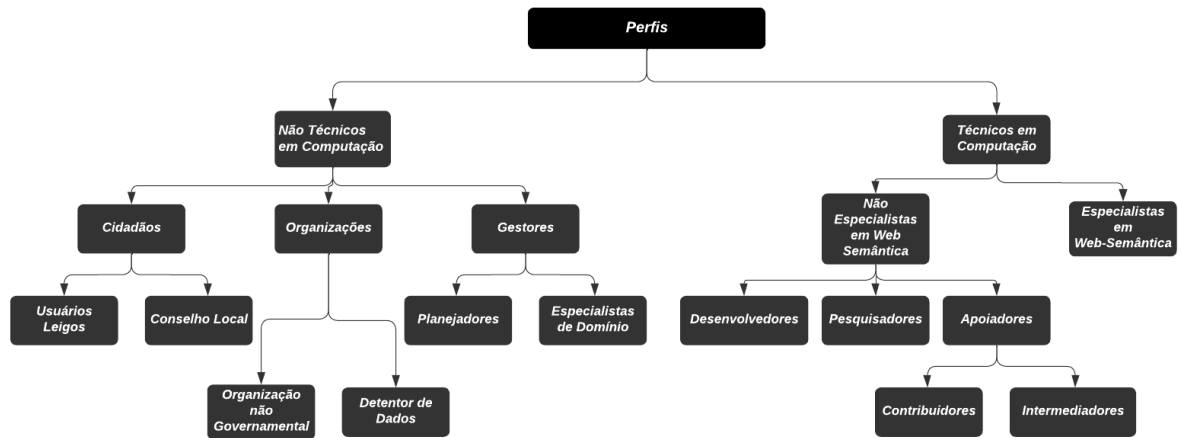 Perfis
Não Técnicos
em Computação
Técnicos em
Computação
Cidadãos
Organizações
Gestores
Não
Especialistas
em Web
Semântica
Especialistas
em
Web-Semântica
Usuários
Leigos
Conselho Local
Planejadores
Especialistas
de Domínio
Desenvolvedores
Pesquisadores
Apoiadores
Organização
não
Governamental
Detentor de
Dados
Contribuidores
Intermediadores